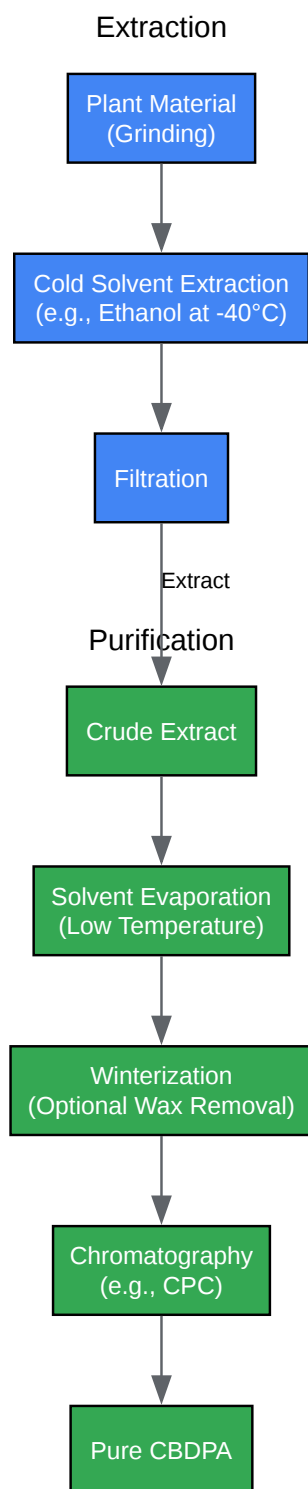 Extraction
Plant Material
(Grinding)
Cold Solvent Extraction
(e.g., Ethanol at -40°C)
Filtration
Extract
Purification
Crude Extract
Solvent Evaporation
(Low Temperature)
Winterization
(Optional Wax Removal)
Chromatography
(e.g., CPC)
Pure CBDPA